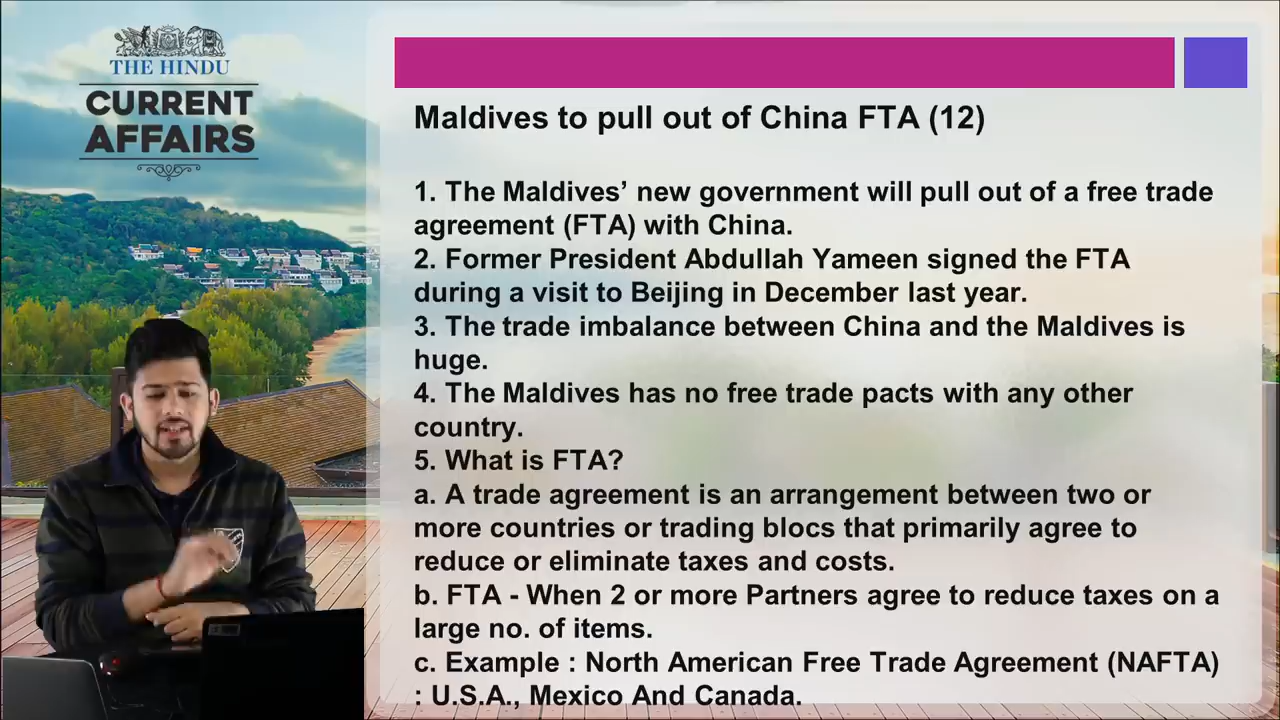 THE HINDU
CURRENT
AFFAIRS
Maldives to pull out of China FTA (12)
1. The Maldives’ new government will pull out of a free trade
agreement (FTA) with China.
2. Former President Abdullah Yameen signed the FTA
during a visit to Beijing in December last year.
3. The trade imbalance between China and the Maldives is
huge.
4. The Maldives has no free trade pacts with any other
country.
5. What is FTA?
a. A trade agreement is an arrangement between two or
more countries or trading blocs that primarily agree to
reduce or eliminate taxes and costs.
b. FTA - When 2 or more Partners agree to reduce taxes on a
large no. of items.
c. Example : North American Free Trade Agreement (NAFTA)
: U.S.A., Mexico And Canada.